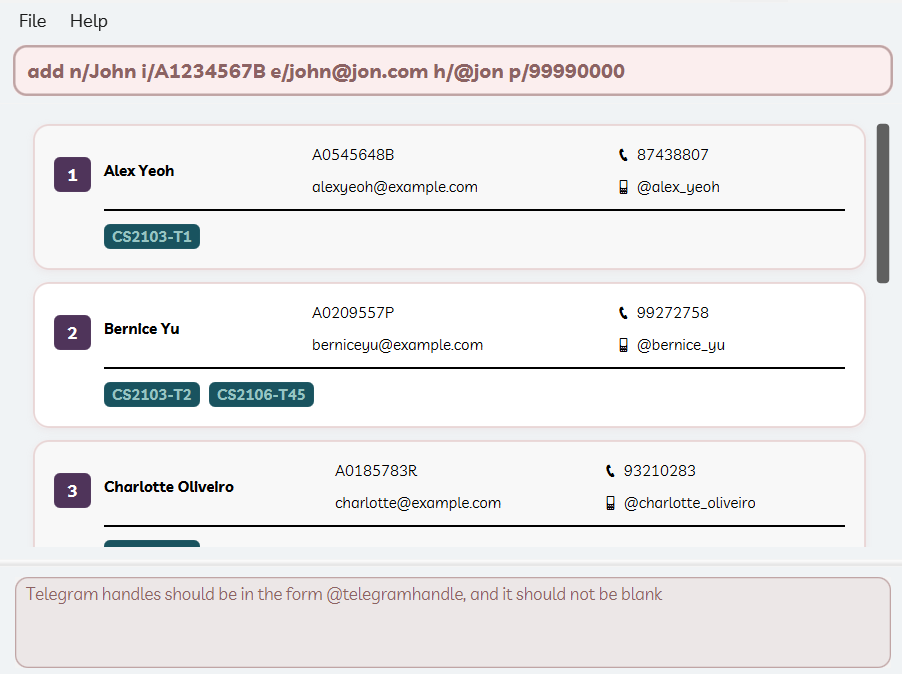 File Help
add n/John i/A1234567B e/john@jon.com h/@jon p/99990000
1 Alex Yeoh A0545648B 87438807
alexyeoh@example.com @alex_yeoh
CS2103-T1
2 Bernice Yu A0209557P 99272758
berniceyu@example.com @bernice_yu
CS2103-T2 CS2106-T45
3 Charlotte Oliveiro A0185783R 93210283
charlotte@example.com @charlotte_oliveiro
Telegram handles should be in the form @telegramhandle, and it should not be blank